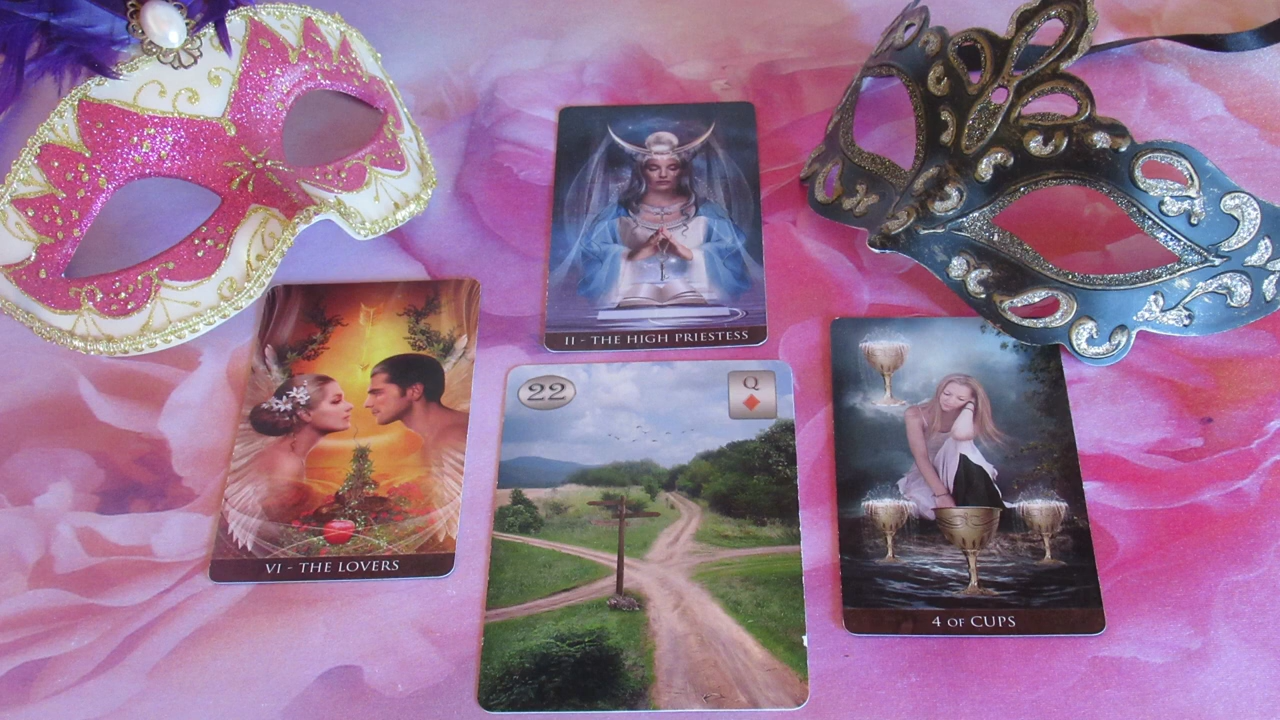 II - THE HIGH PRIESTESS
VI - THE LOVERS
22
Q
4 OF CUPS